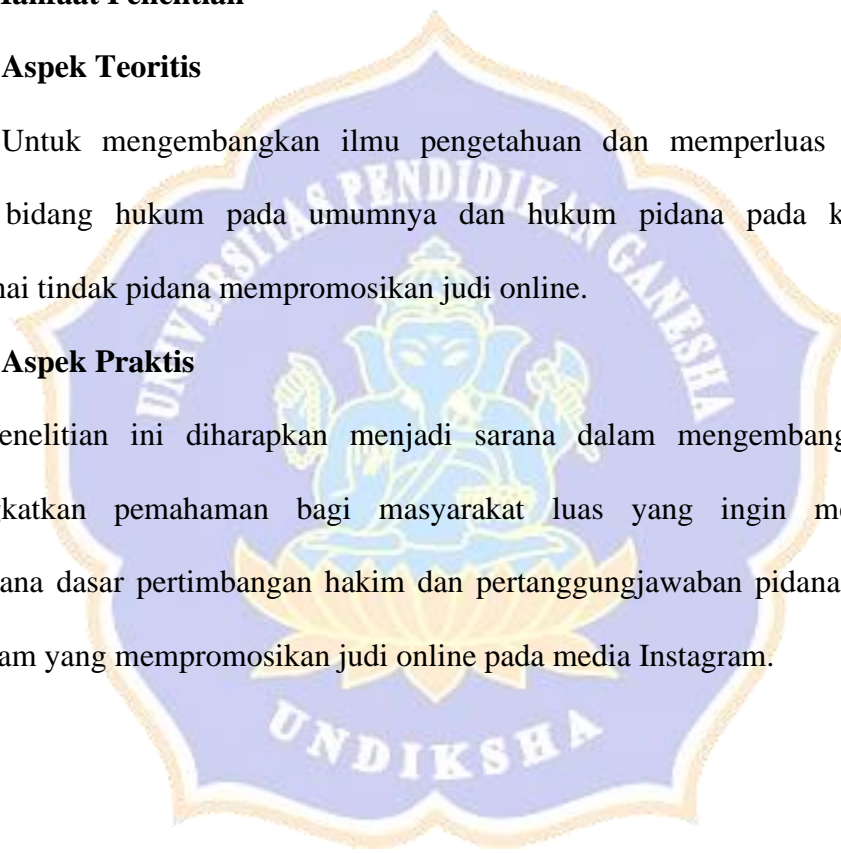 Manfaat Penelitian
Aspek Teoritis
Untuk mengembangkan ilmu pengetahuan dan memperluas
bidang hukum pada umumnya dan hukum pidana pada k
nai tindak pidana mempromosikan judi online.
Aspek Praktis
enelitian ini diharapkan menjadi sarana dalam mengembang
gkatkan pemahaman bagi masyarakat luas yang ingin me
ana dasar pertimbangan hakim dan pertanggungjawaban pidana
am yang mempromosikan judi online pada media Instagram.
UNIVERSITAS PENDIDIKAN GANESHA
UNDIKSHA